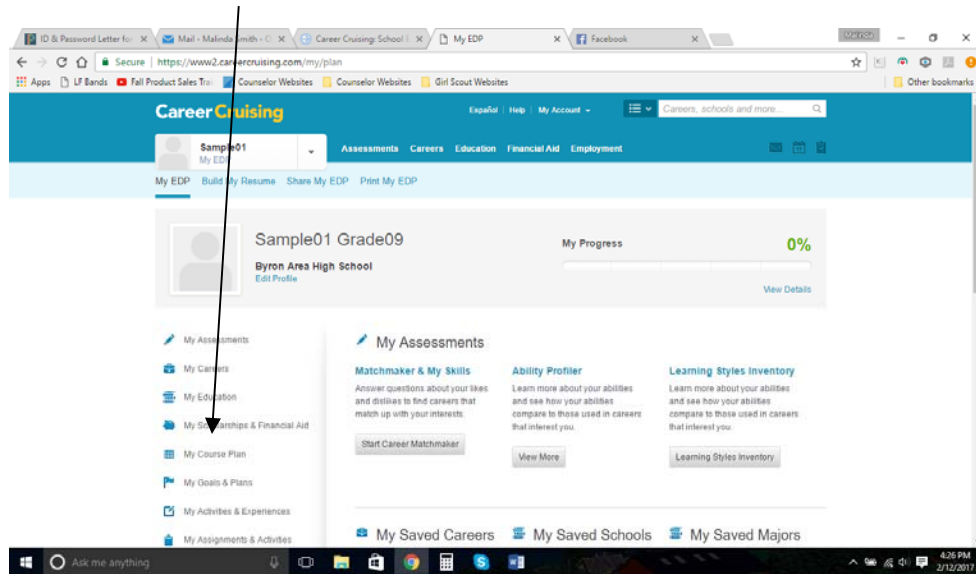 ID & Password Letter for
Mail - Malinda Smith - O
Career Cruising: School
My EDP
Facebook
Secure | https://www2.careercruising.com/my/plan
Apps LF Bands Fall Product Sales Trai Counselor Websites Counselor Websites Girl Scout Websites Other bookmarks
CareerCruising
Español | Help | My Account
Careers, schools and more...
Sample01
My EDP
Assessments Careers Education Financial Aid Employment
My EDP Build My Resume Share My EDP Print My EDP
Sample01 Grade09
Byron Area High School
Edit Profile
My Progress 0%
View Details
My Assessments
My Careers
My Education
My Scholarships & Financial Aid
My Course Plan
My Goals & Plans
My Activities & Experiences
My Assignments & Activities
My Assessments
Matchmaker & My Skills
Answer questions about your likes
and dislikes to find careers that
match up with your interests.
Start Career Matchmaker
Ability Profiler
Learn more about your abilities
and see how your abilities
compare to those used in careers
that interest you.
View More
Learning Styles Inventory
Learn more about your abilities
and see how your abilities
compare to those used in careers
that interest you.
Learning Styles Inventory
My Saved Careers
My Saved Schools
My Saved Majors
Ask me anything
4:26 PM
2/12/2017